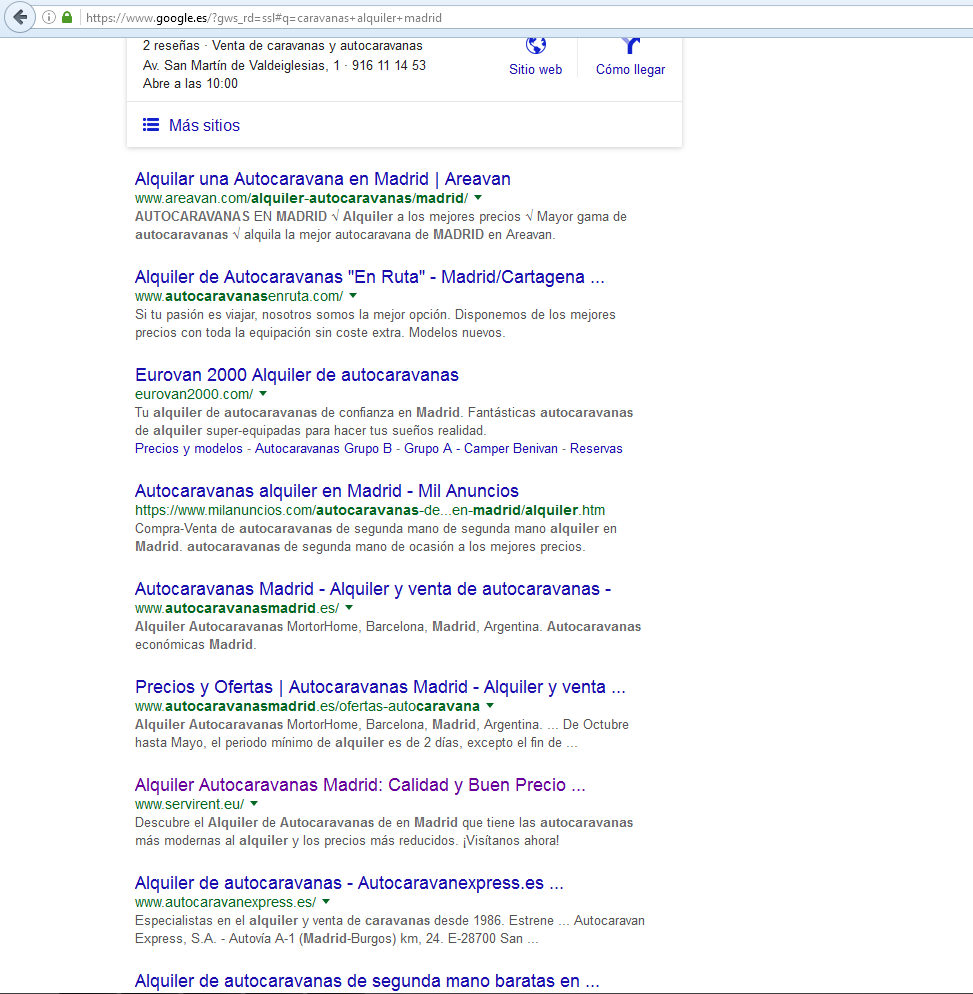 https://www.google.es/?gws_rd=ssl#q=caravanas+alquiler+madrid
2 reseñas · Venta de caravanas y autocaravanas
Av. San Martín de Valdeiglesias, 1 · 916 11 14 53
Abre a las 10:00
Sitio web
Cómo llegar
Más sitios
Alquilar una Autocaravana en Madrid | Areavan
www.areavan.com/alquiler-autocaravanas/madrid/
AUTOCARAVANAS EN MADRID √ Alquiler a los mejores precios √ Mayor gama de
autocaravanas √ alquila la mejor autocaravana de MADRID en Areavan.
Alquiler de Autocaravanas "En Ruta" - Madrid/Cartagena ...
www.autocaravanasenruta.com/
Si tu pasión es viajar, nosotros somos la mejor opción. Disponemos de los mejores
precios con toda la equipación sin coste extra. Modelos nuevos.
Eurovan 2000 Alquiler de autocaravanas
eurovan2000.com/
Tu alquiler de autocaravanas de confianza en Madrid. Fantásticas autocaravanas
de alquiler super-equipadas para hacer tus sueños realidad.
Precios y modelos - Autocaravanas Grupo B - Grupo A - Camper Benivan - Reservas
Autocaravanas alquiler en Madrid - Mil Anuncios
https://www.milanuncios.com/autocaravanas-de...en-madrid/alquiler.htm
Compra-Venta de autocaravanas de segunda mano de segunda mano alquiler en
Madrid. autocaravanas de segunda mano de ocasión a los mejores precios.
Autocaravanas Madrid - Alquiler y venta de autocaravanas -
www.autocaravanasmadrid.es/
Alquiler Autocaravanas MortorHome, Barcelona, Madrid, Argentina. Autocaravanas
económicas Madrid.
Precios y Ofertas | Autocaravanas Madrid - Alquiler y venta ...
www.autocaravanasmadrid.es/ofertas-autocaravana
Alquiler Autocaravanas MortorHome, Barcelona, Madrid, Argentina. ... De Octubre
hasta Mayo, el periodo mínimo de alquiler es de 2 días, excepto el fin de ...
Alquiler Autocaravanas Madrid: Calidad y Buen Precio ...
www.servirent.eu/
Descubre el Alquiler de Autocaravanas de en Madrid que tiene las autocaravanas
más modernas al alquiler y los precios más reducidos. ¡Visítanos ahora!
Alquiler de autocaravanas - Autocaravanexpress.es ...
www.autocaravanexpress.es/
Especialistas en el alquiler y venta de caravanas desde 1986. Estrene ... Autocaravan
Express, S.A. - Autovía A-1 (Madrid-Burgos) km, 24. E-28700 San ...
Alquiler de autocaravanas de segunda mano baratas en ...